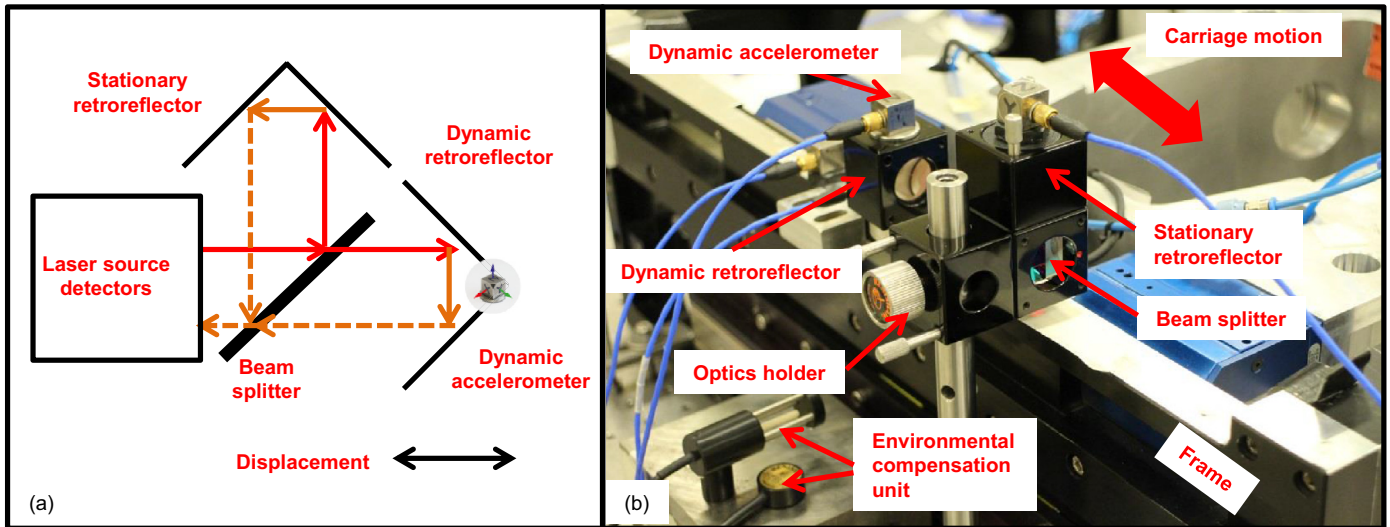 Stationary
retroreflector
Dynamic
retroreflector
Laser source
detectors
Beam
splitter
Dynamic
accelerometer
Displacement
(a)
Dynamic accelerometer
Carriage motion
Dynamic retroreflector
Stationary
retroreflector
Beam splitter
Optics holder
Environmental
compensation
unit
Frame
(b)